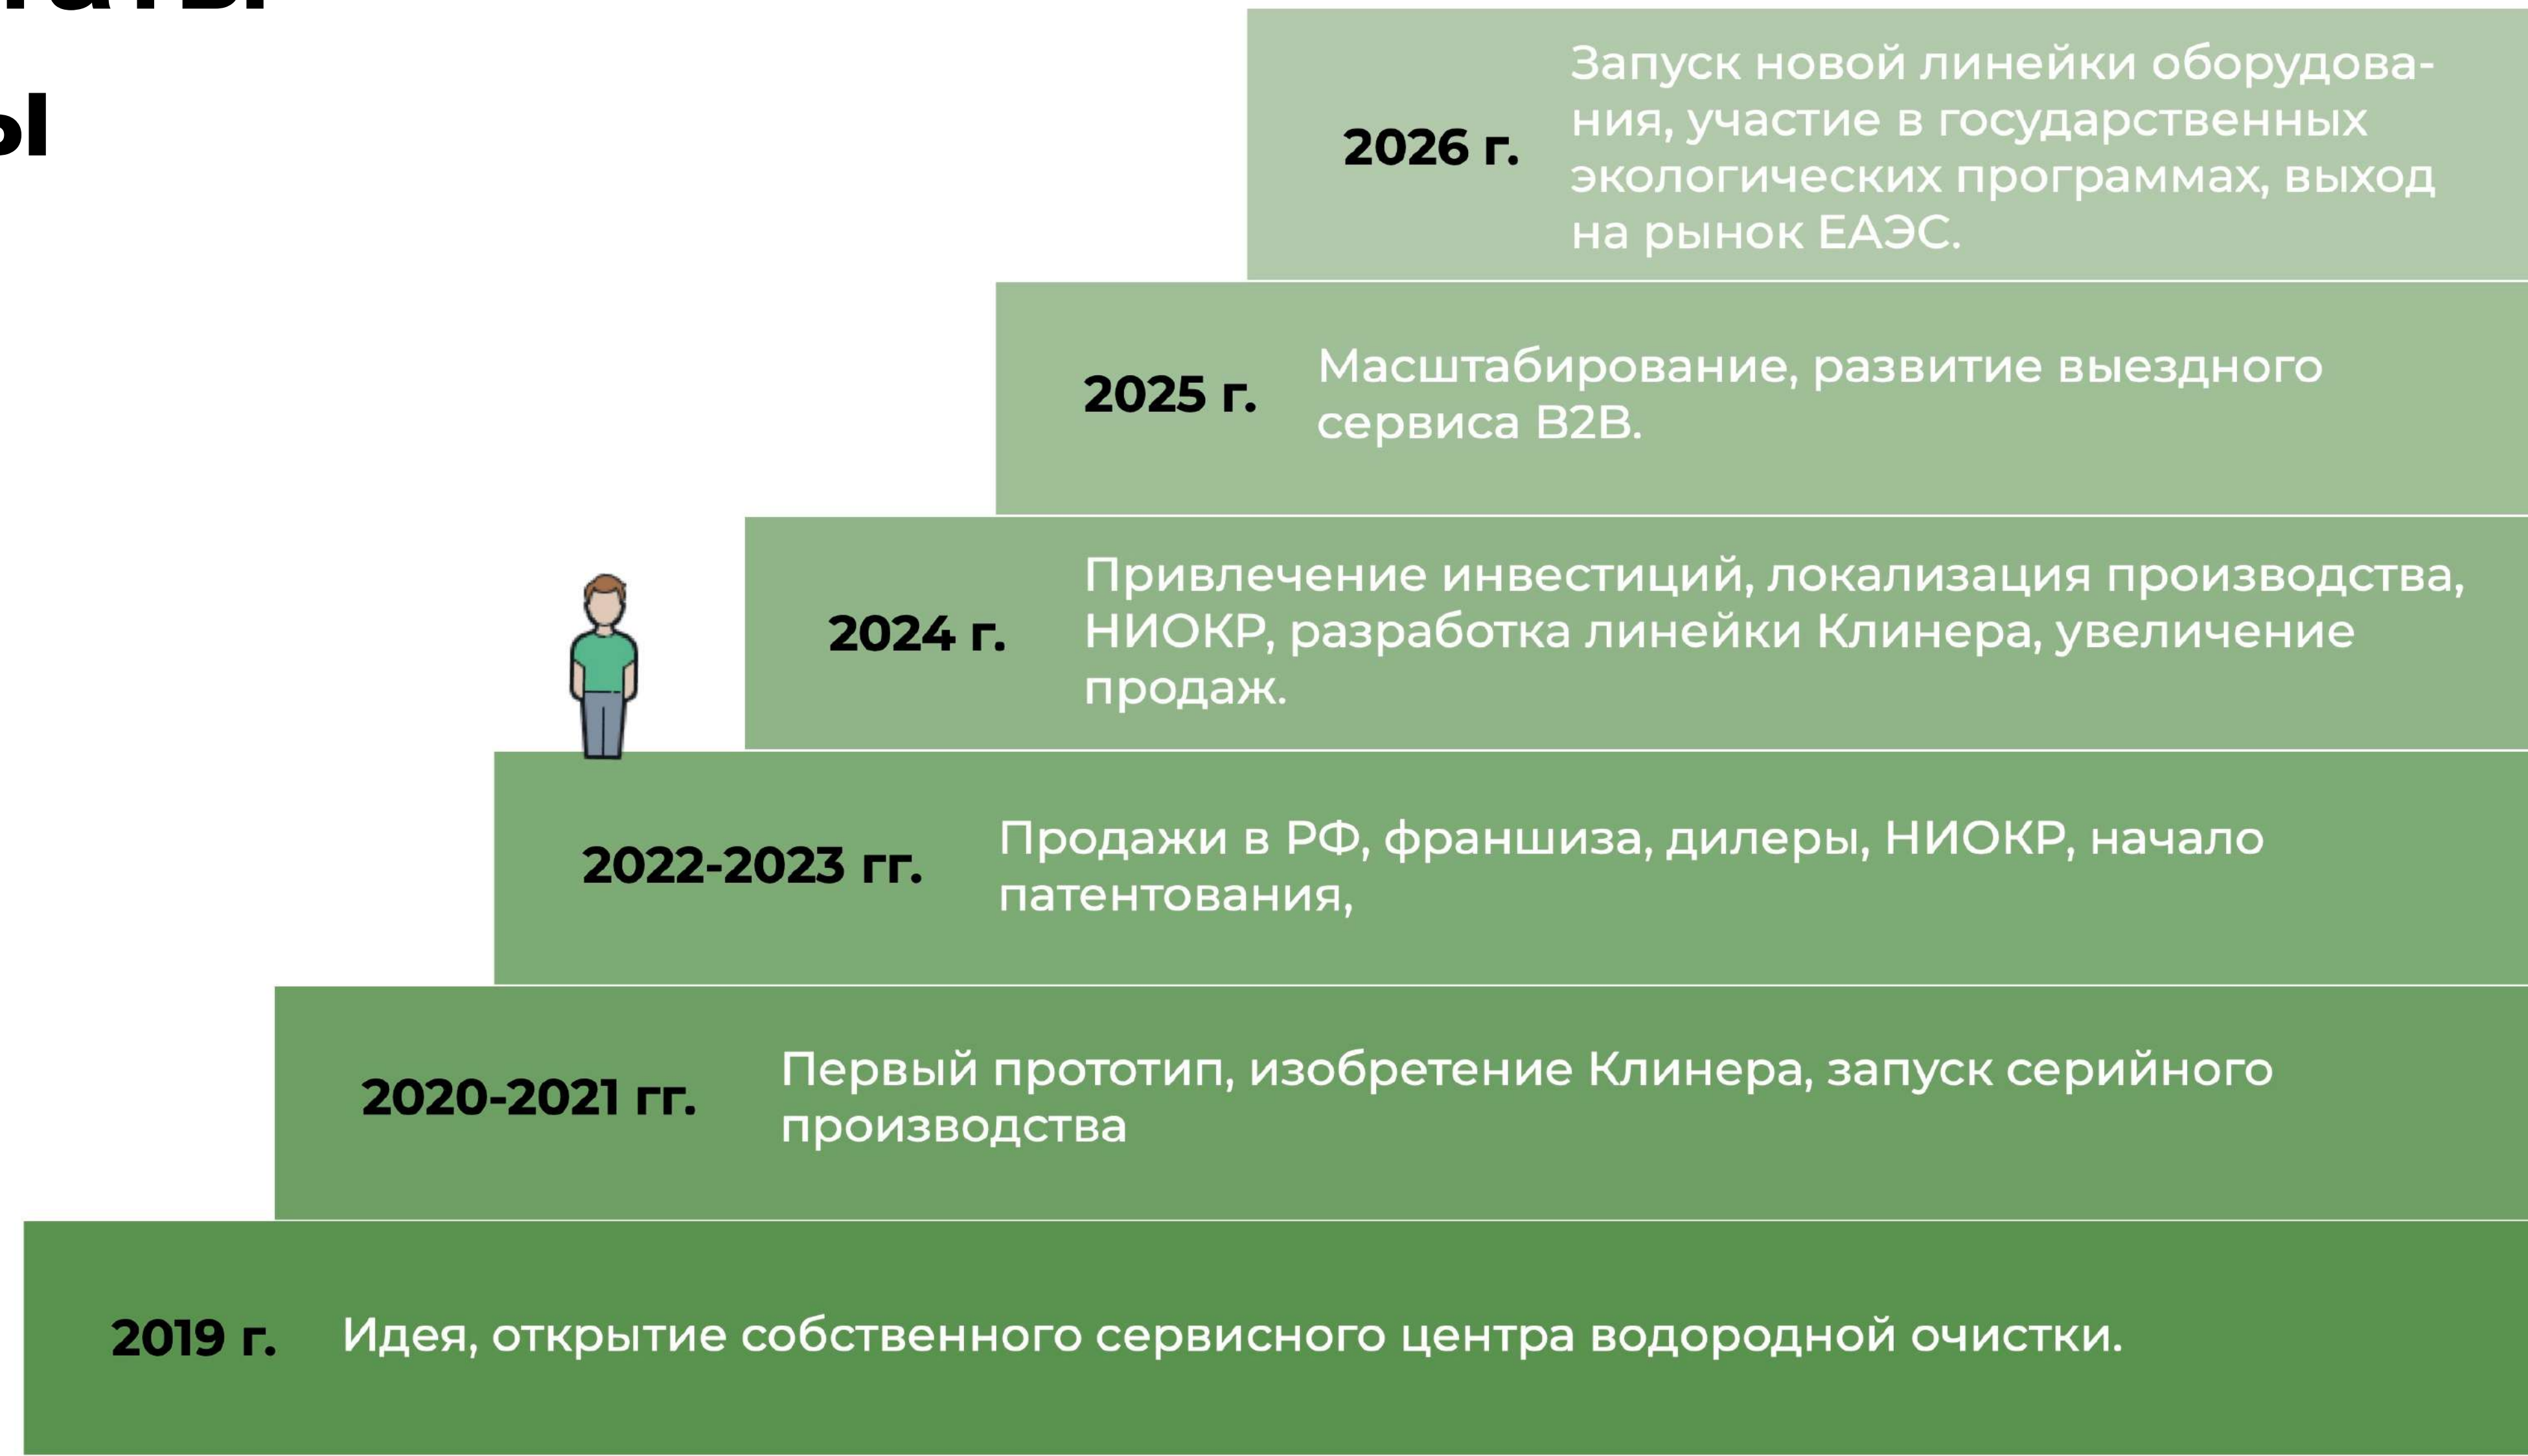 2026 г.
Запуск новой линейки оборудова-
ния, участие в государственных
экологических программах, выход
на рынок ЕАЭС.
2025 г.
Масштабирование, развитие выездного
сервиса B2B.
2024 г.
Привлечение инвестиций, локализация производства,
НИОКР, разработка линейки Клинера, увеличение
продаж.
2022-2023 гг.
Продажи в РФ, франшиза, дилеры, НИОКР, начало
патентования,
2020-2021 гг.
Первый прототип, изобретение Клинера, запуск серийного
производства
2019 г.
Идея, открытие собственного сервисного центра водородной очистки.